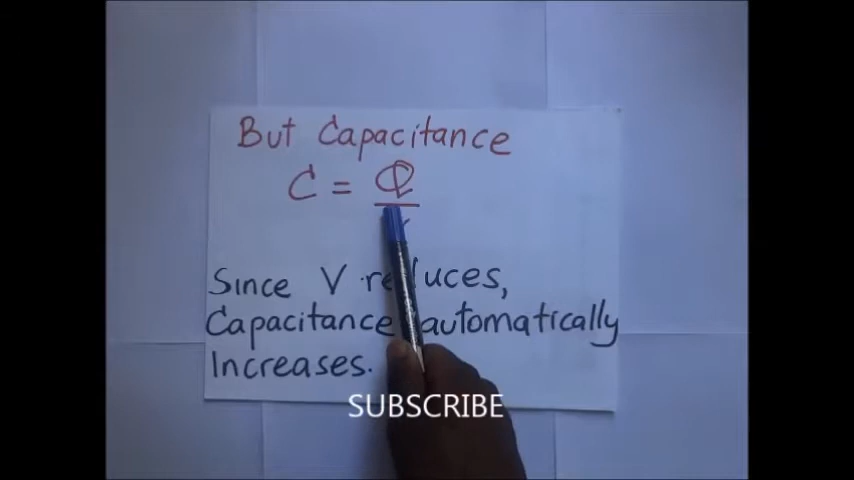 But Capacitance
C = Q
Since V reduces,
Capacitance automatically
Increases.
SUBSCRIBE